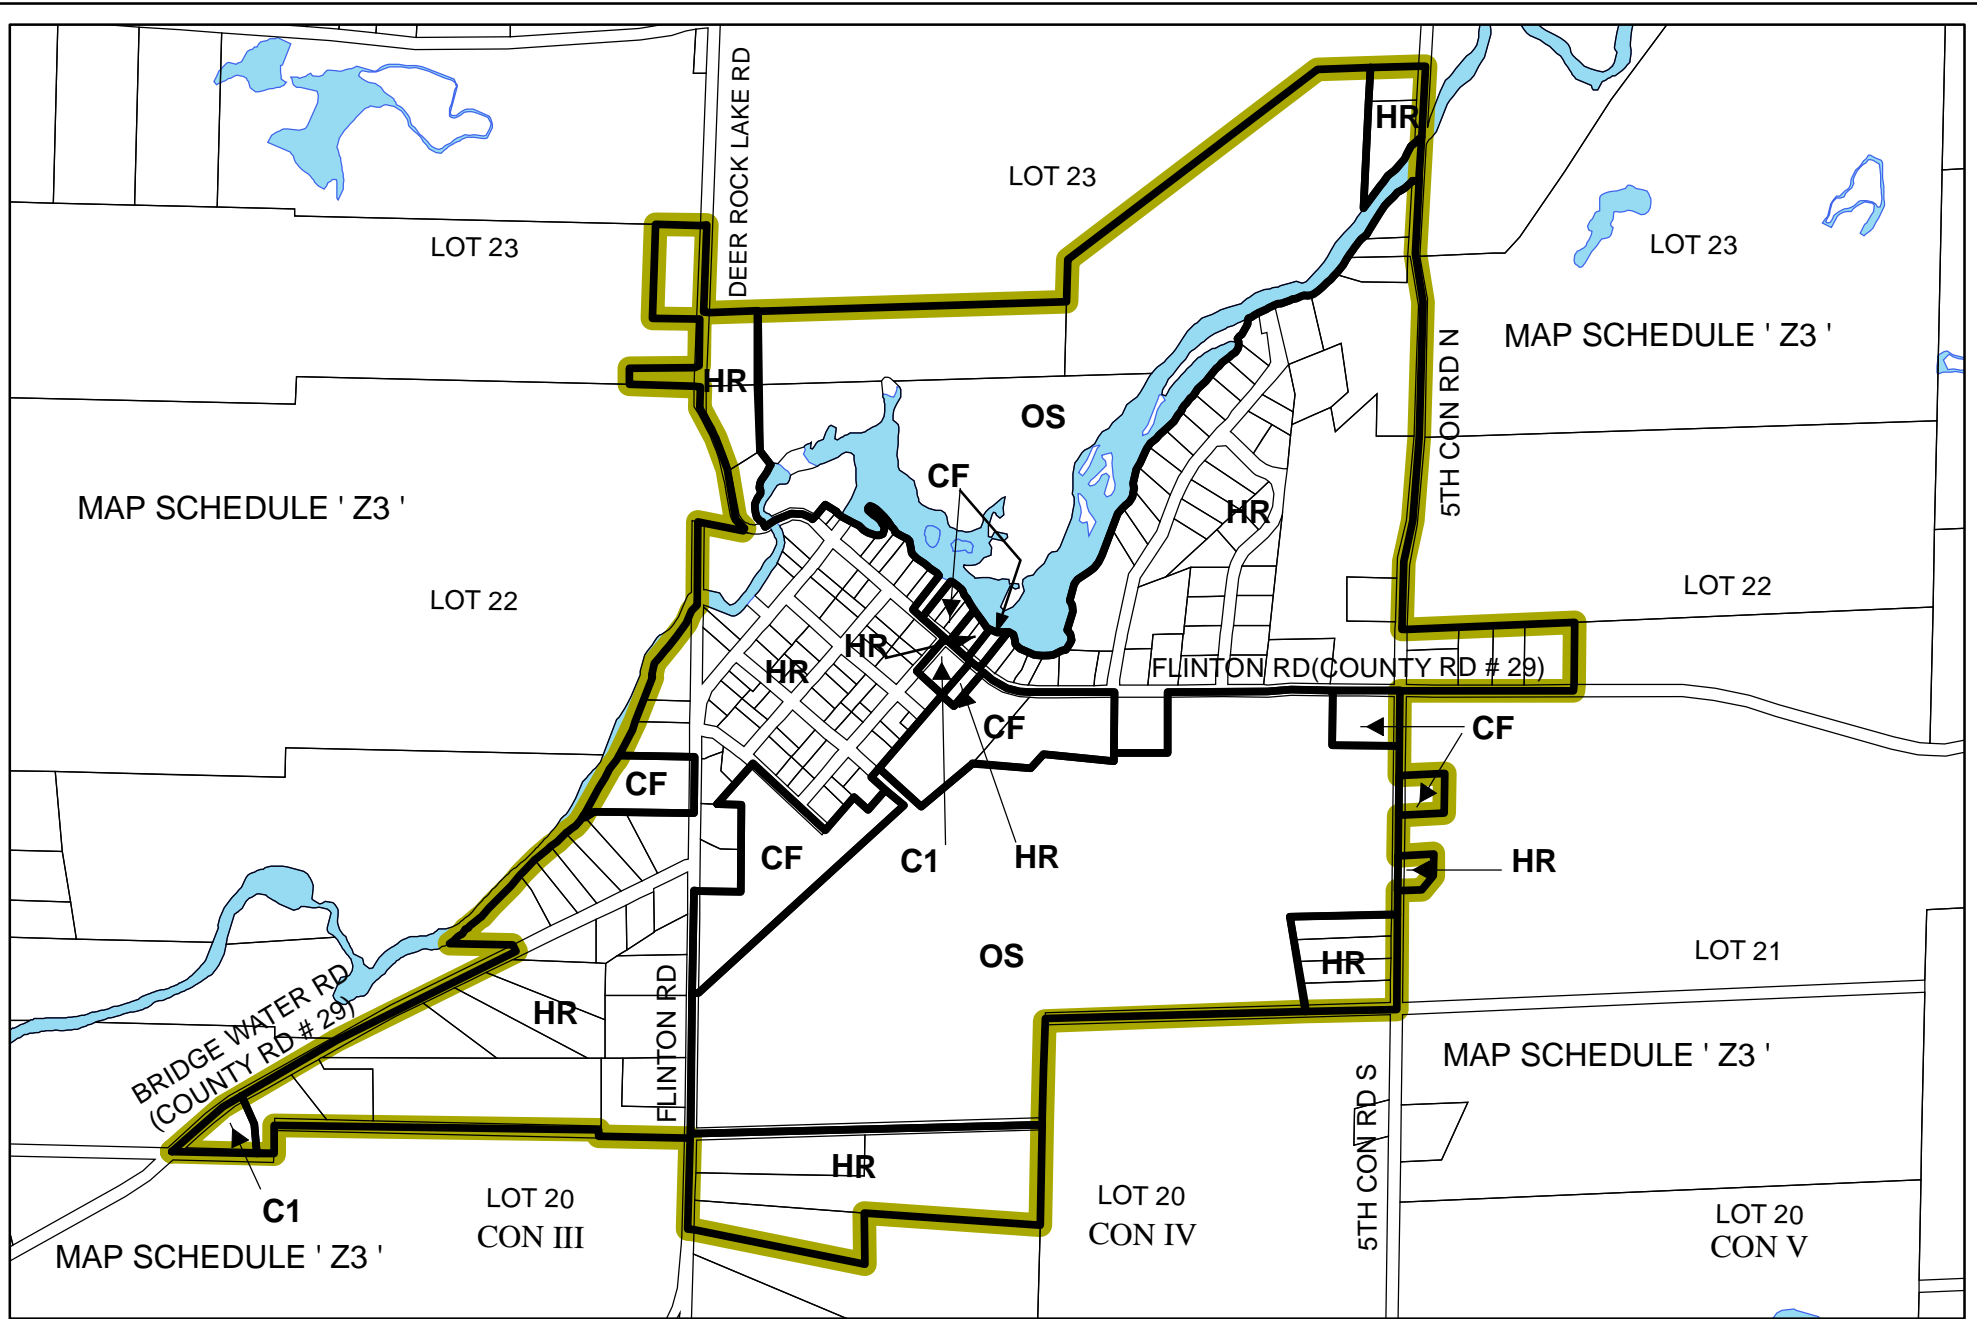 DEER ROCK LAKE RD
HR
LOT 23
LOT 23
LOT 23
MAP SCHEDULE ' Z3 '
5TH CON RD N
HR
OS
CF
MAP SCHEDULE ' Z3 '
HR
LOT 22
LOT 22
HR
HR
FLINTON RD(COUNTY RD # 29)
CF
CF
CF
CF
C1
HR
HR
OS
HR
LOT 21
BRIDGE WATER RD
(COUNTY RD # 29)
HR
FLINTON RD
MAP SCHEDULE ' Z3 '
5TH CON RD S
HR
C1
LOT 20
CON III
LOT 20
CON IV
LOT 20
CON V
MAP SCHEDULE ' Z3 '